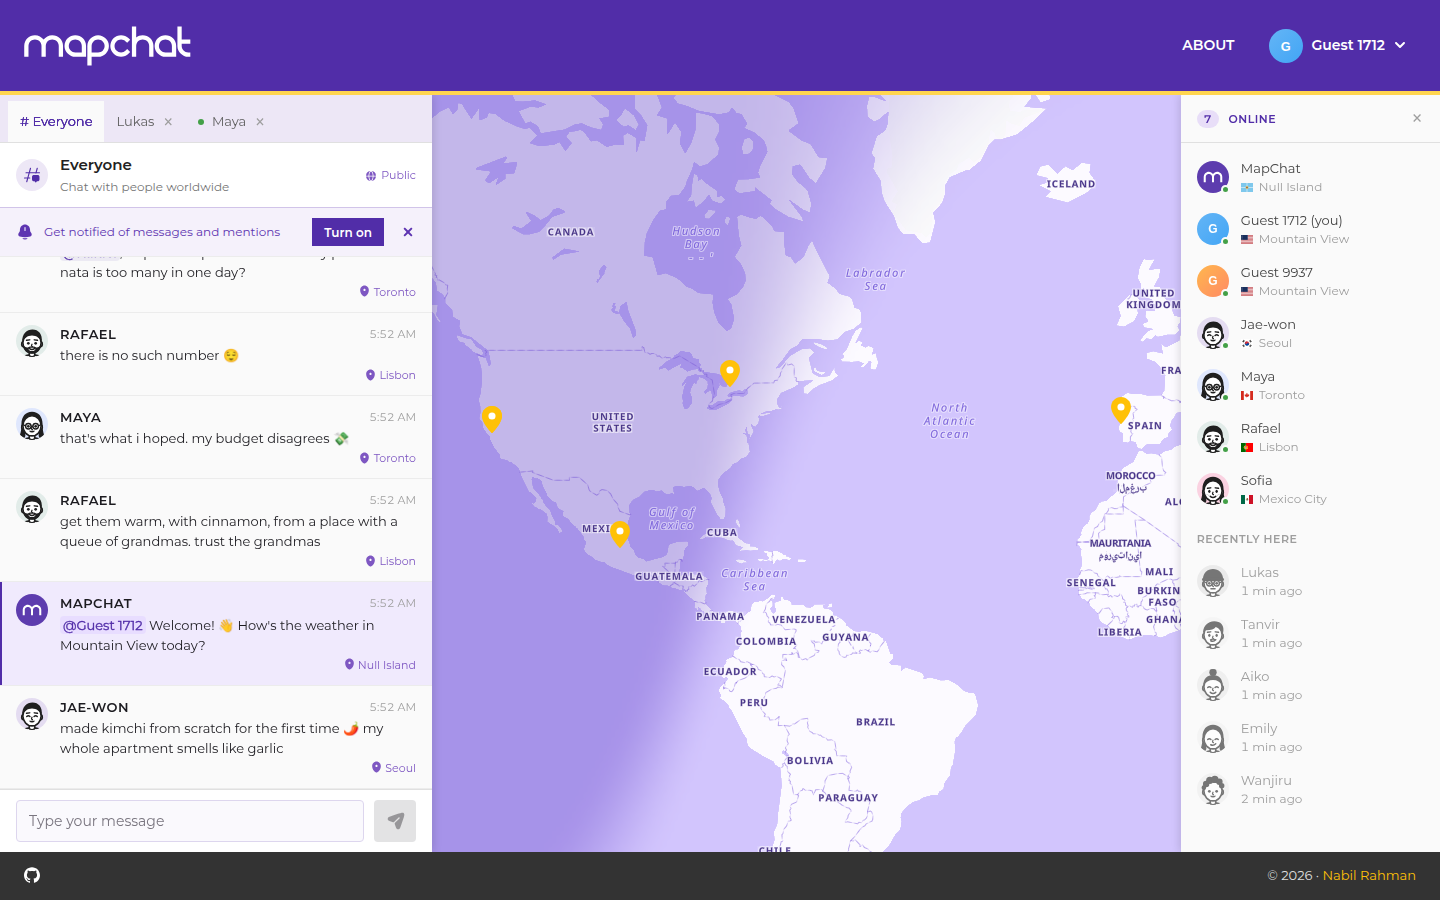 mapchat
ABOUT
G
Guest 1712
# Everyone
Lukas
Maya
Everyone
Chat with people worldwide
Public
Get notified of messages and mentions
Turn on
nata is too many in one day?
Toronto
RAFAEL
5:52 AM
there is no such number 😌
Lisbon
MAYA
5:52 AM
that's what i hoped. my budget disagrees 💸
Toronto
RAFAEL
5:52 AM
get them warm, with cinnamon, from a place with a
queue of grandmas. trust the grandmas
Lisbon
MAPCHAT
5:52 AM
@Guest 1712 Welcome! 👋 How's the weather in
Mountain View today?
Null Island
JAE-WON
5:52 AM
made kimchi from scratch for the first time 🌶️ my
whole apartment smells like garlic
Seoul
Type your message
ICELAND
CANADA
Hudson
Bay
Labrador
Sea
UNITED
KINGDOM
FRA
UNITED
STATES
North
Atlantic
Ocean
SPAIN
MOROCCO
المغرب
Gulf of
Mexico
MEXI
CUBA
MAURITANIA
موريتانيا
MALI
GUATEMALA
Caribbean
Sea
SENEGAL
BURKIN
FASO
PANAMA
VENEZUELA
GHANA
LIBERIA
COLOMBIA
GUYANA
ECUADOR
PERU
BRAZIL
BOLIVIA
PARAGUAY
CHILE
7 ONLINE
MapChat
Null Island
G
Guest 1712 (you)
Mountain View
G
Guest 9937
Mountain View
Jae-won
Seoul
Maya
Toronto
Rafael
Lisbon
Sofia
Mexico City
RECENTLY HERE
Lukas
1 min ago
Tanvir
1 min ago
Aiko
1 min ago
Emily
1 min ago
Wanjiru
2 min ago
© 2026 · Nabil Rahman